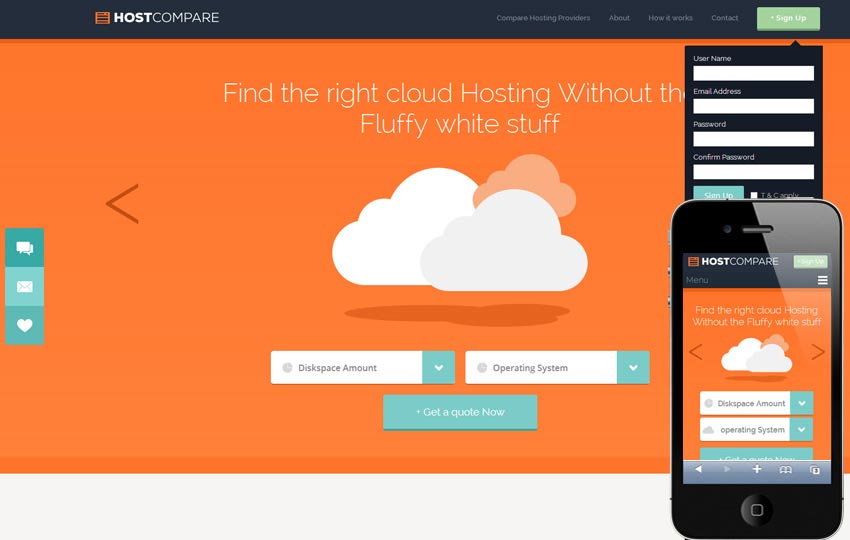 HOSTCOMPARE
Compare Hosting Providers About How it works Contact + Sign Up
User Name
Email Address
Password
Confirm Password
Sign Up T & C apply
Find the right cloud Hosting Without the
Fluffy white stuff
Diskspace Amount
Operating System
+ Get a quote Now
HOSTCOMPARE + Sign Up
Menu
Find the right cloud Hosting
Without the Fluffy white stuff
Diskspace Amount
operating System
+ Get a quote Now